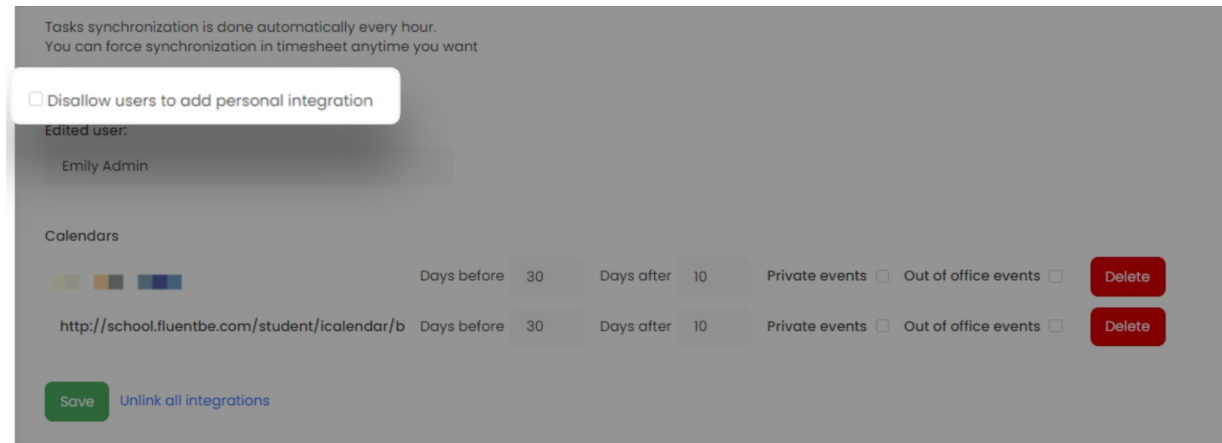 Tasks synchronization is done automatically every hour.
You can force synchronization in timesheet anytime you want
Disallow users to add personal integration
Edited user:
Emily Admin
Calendars
Days before 30 Days after 10 Private events Out of office events Delete
http://school.fluentbe.com/student/icalendar/b Days before 30 Days after 10 Private events Out of office events Delete
Save Unlink all integrations